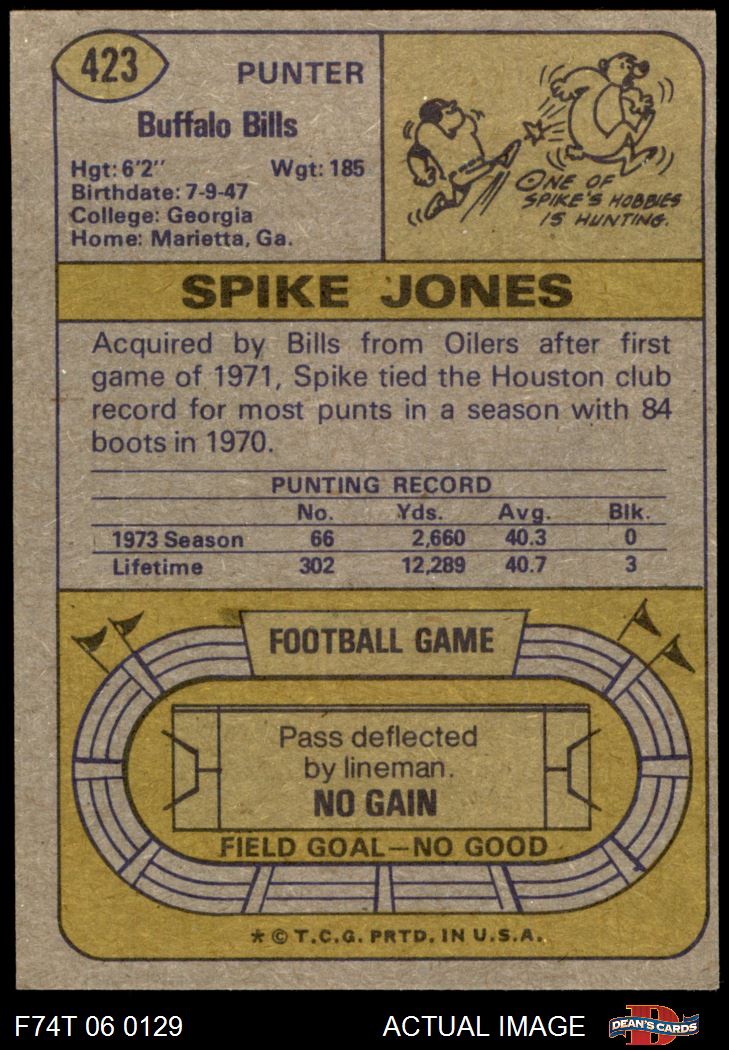 423
PUNTER
Buffalo Bills
Hgt: 6'2" Wgt: 185
Birthdate: 7-9-47
College: Georgia
Home: Marietta, Ga.
ONE OF
SPIKE'S HOBBIES
IS HUNTING.
SPIKE JONES
Acquired by Bills from Oilers after first
game of 1971, Spike tied the Houston club
record for most punts in a season with 84
boots in 1970.
PUNTING RECORD
No. Yds. Avg. Blk.
1973 Season 66 2,660 40.3 0
Lifetime 302 12,289 40.7 3
FOOTBALL GAME
Pass deflected
by lineman.
NO GAIN
FIELD GOAL—NO GOOD
* © T.C.G. PRTD. IN U.S.A.
F74T 06 0129 ACTUAL IMAGE DEAN'S CARDS